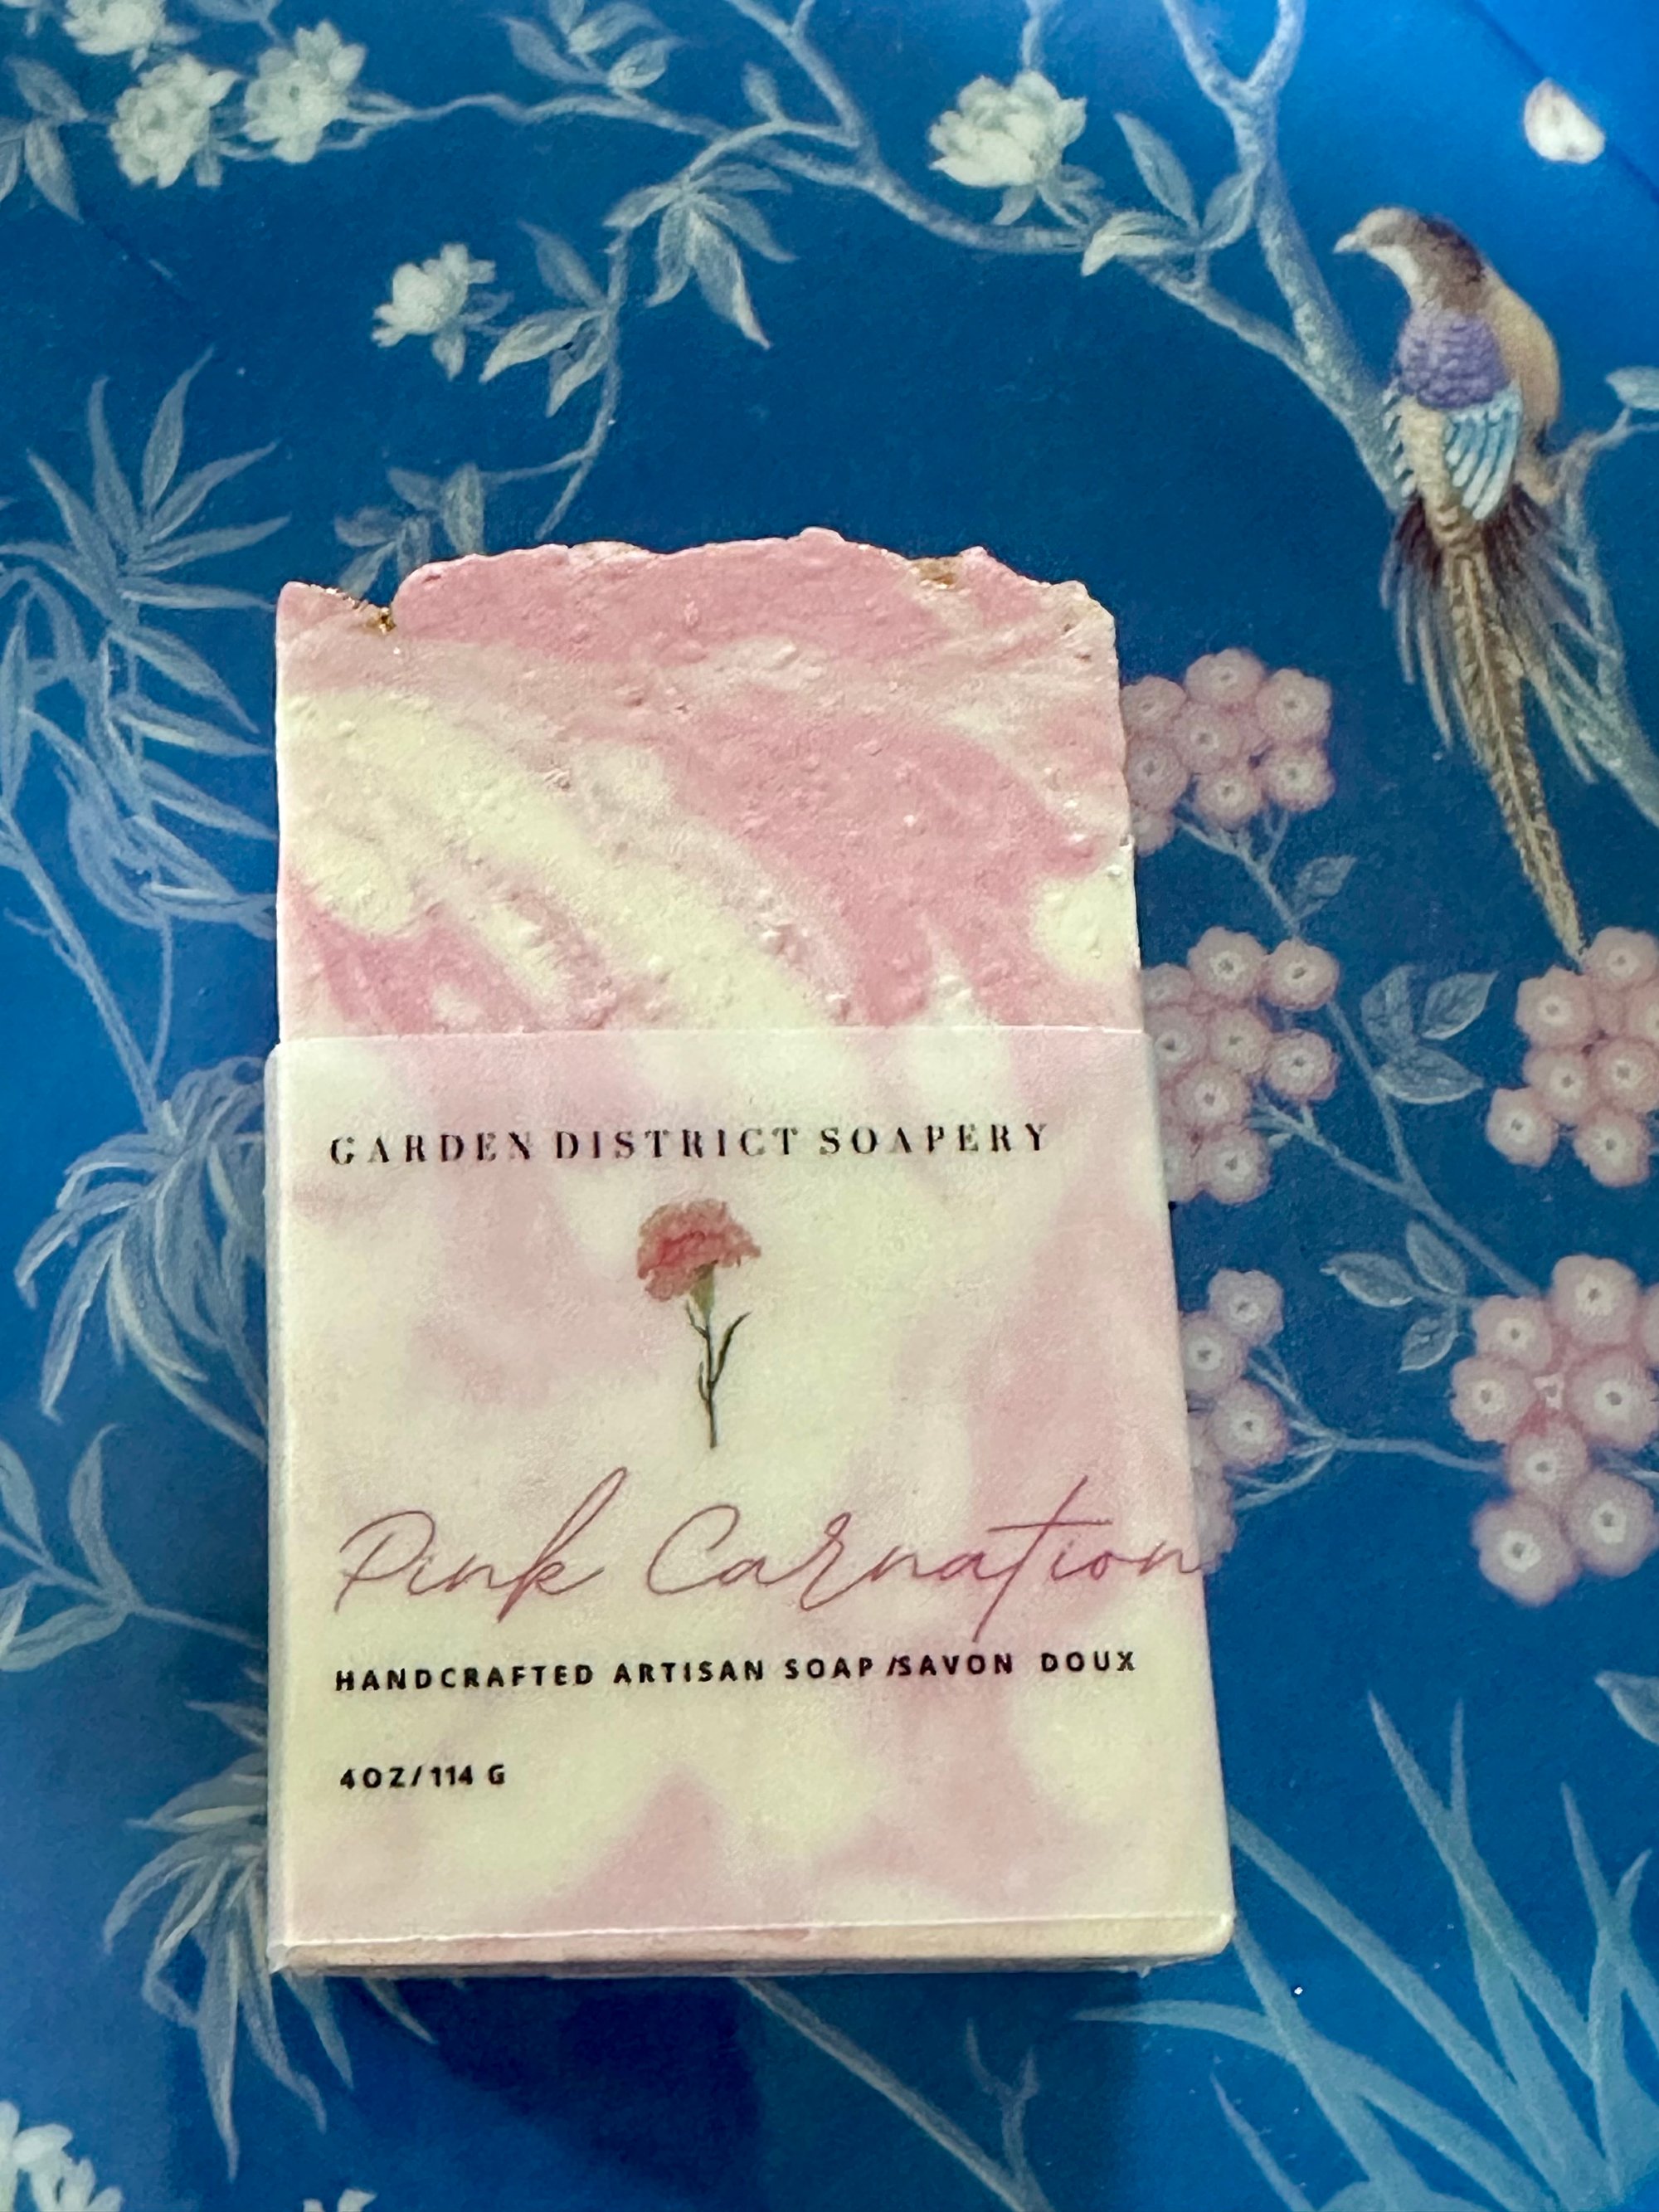 GARDEN DISTRICT SOAPERY
Pink Carnation
HANDCRAFTED ARTISAN SOAP/SAVON DOUX
4OZ/114 G